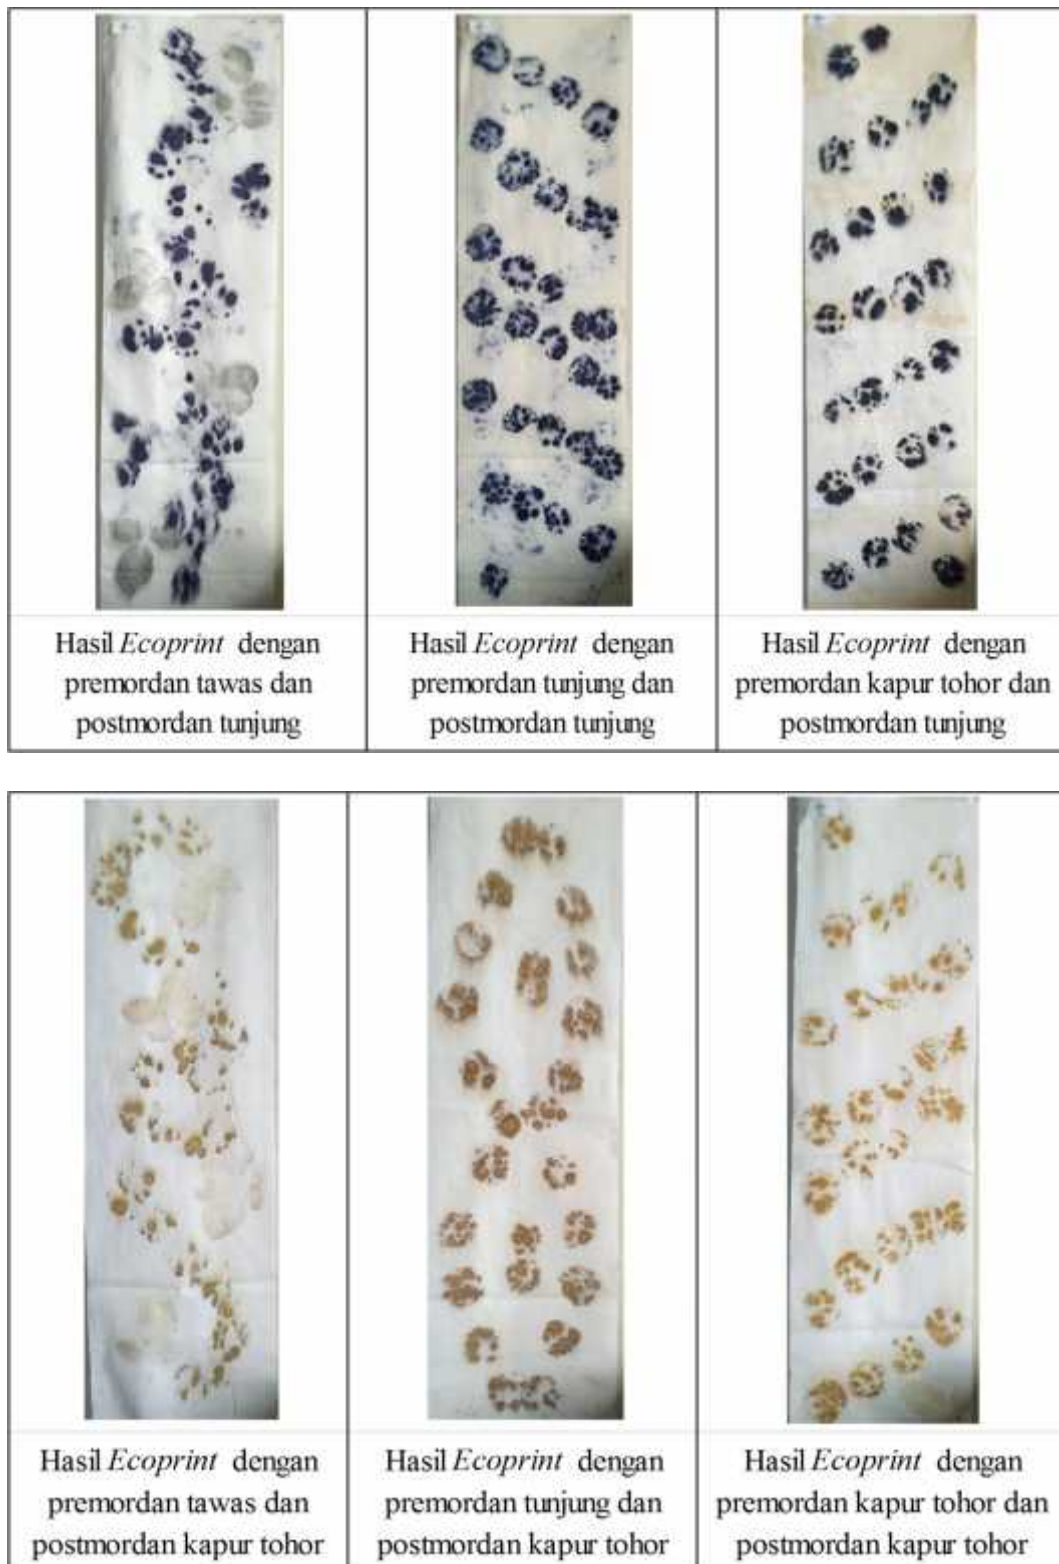 Hasil Ecoprint dengan
premordan tawas dan
postmordan tunjung
Hasil Ecoprint dengan
premordan tunjung dan
postmordan tunjung
Hasil Ecoprint dengan
premordan kapur tohor dan
postmordan tunjung
Hasil Ecoprint dengan
premordan tawas dan
postmordan kapur tohor
Hasil Ecoprint dengan
premordan tunjung dan
postmordan kapur tohor
Hasil Ecoprint dengan
premordan kapur tohor dan
postmordan kapur tohor